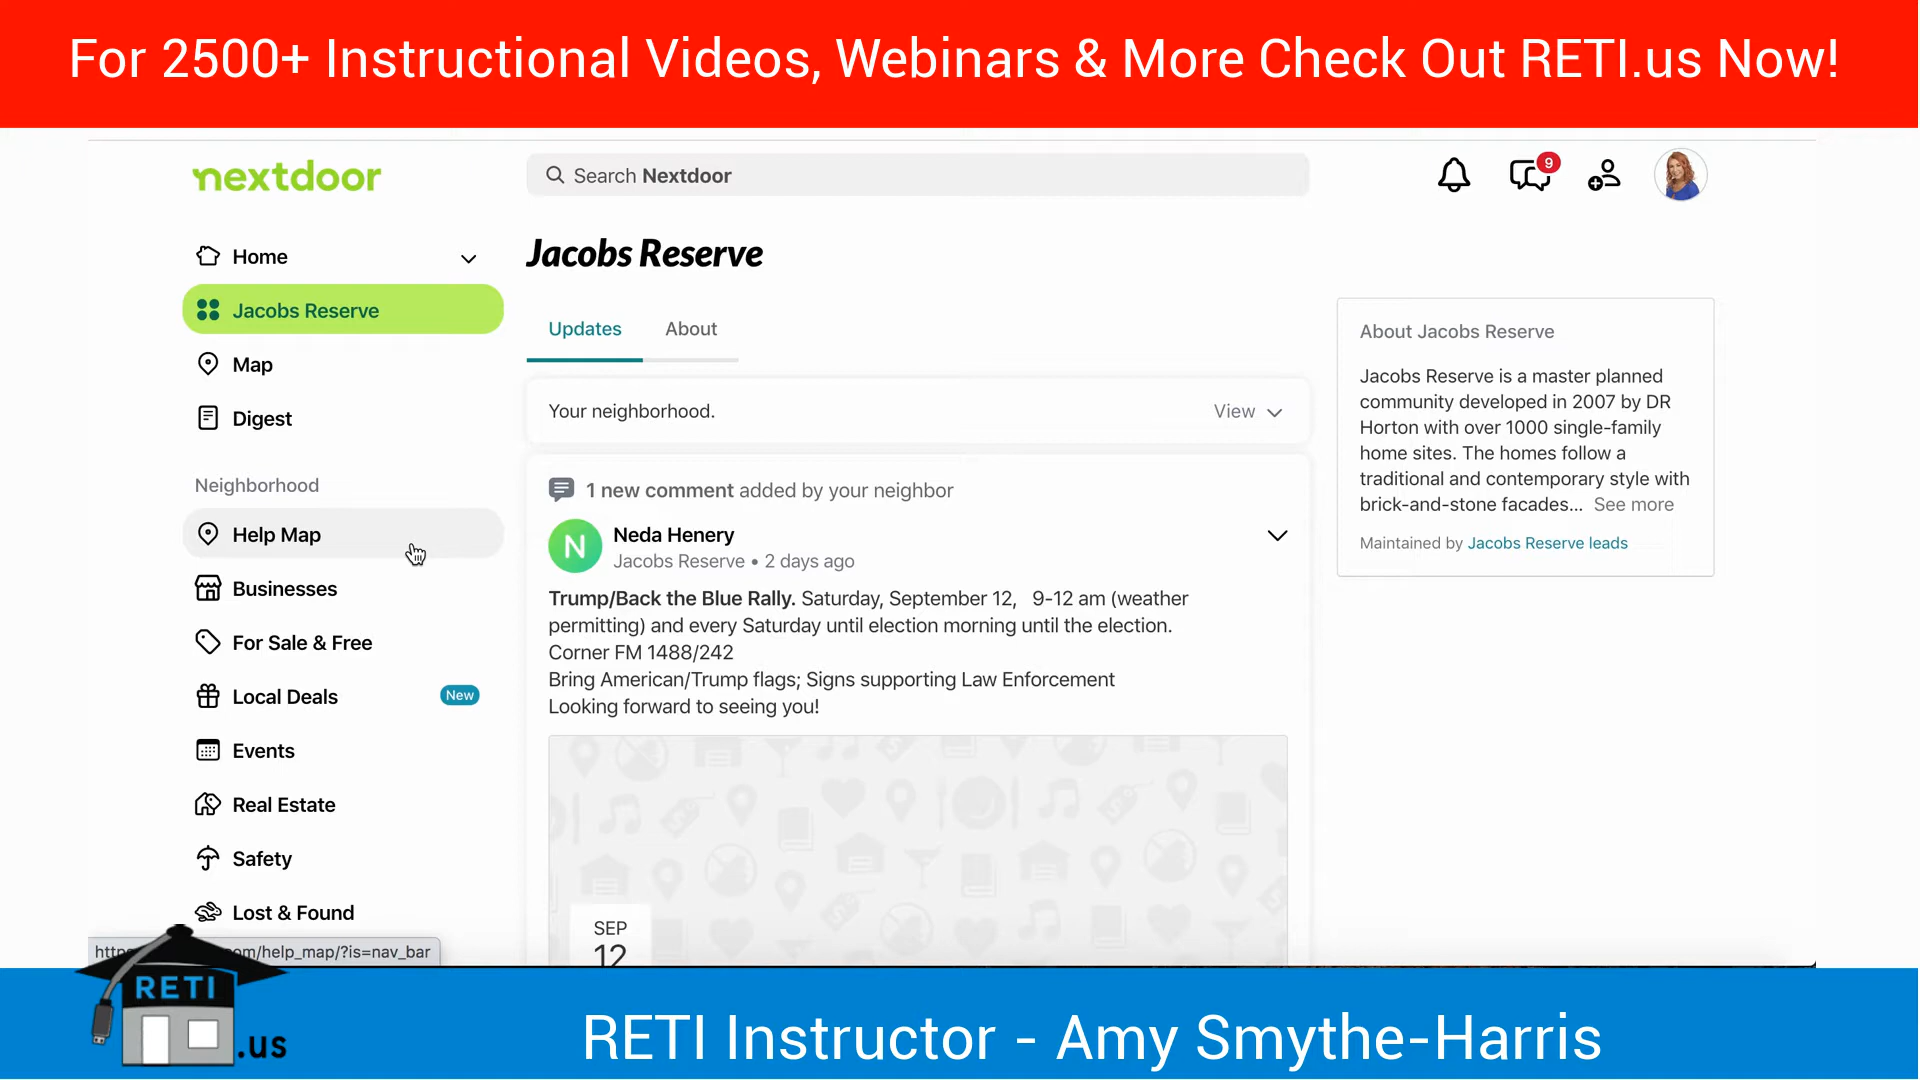 For 2500+ Instructional Videos, Webinars & More Check Out RETI.us Now!
nextdoor
Search Nextdoor
9
Home
Jacobs Reserve
Map
Digest
Neighborhood
Help Map
Businesses
For Sale & Free
Local Deals
New
Events
Real Estate
Safety
Lost & Found
Jacobs Reserve
Updates
About
Your neighborhood.
View
1 new comment added by your neighbor
N
Neda Henery
Jacobs Reserve • 2 days ago
Trump/Back the Blue Rally. Saturday, September 12, 9-12 am (weather
permitting) and every Saturday until election morning until the election.
Corner FM 1488/242
Bring American/Trump flags; Signs supporting Law Enforcement
Looking forward to seeing you!
SEP
12
About Jacobs Reserve
Jacobs Reserve is a master planned
community developed in 2007 by DR
Horton with over 1000 single-family
home sites. The homes follow a
traditional and contemporary style with
brick-and-stone facades... See more
Maintained by Jacobs Reserve leads
om/help_map/?is=nav_bar
RETI
.us
RETI Instructor - Amy Smythe-Harris